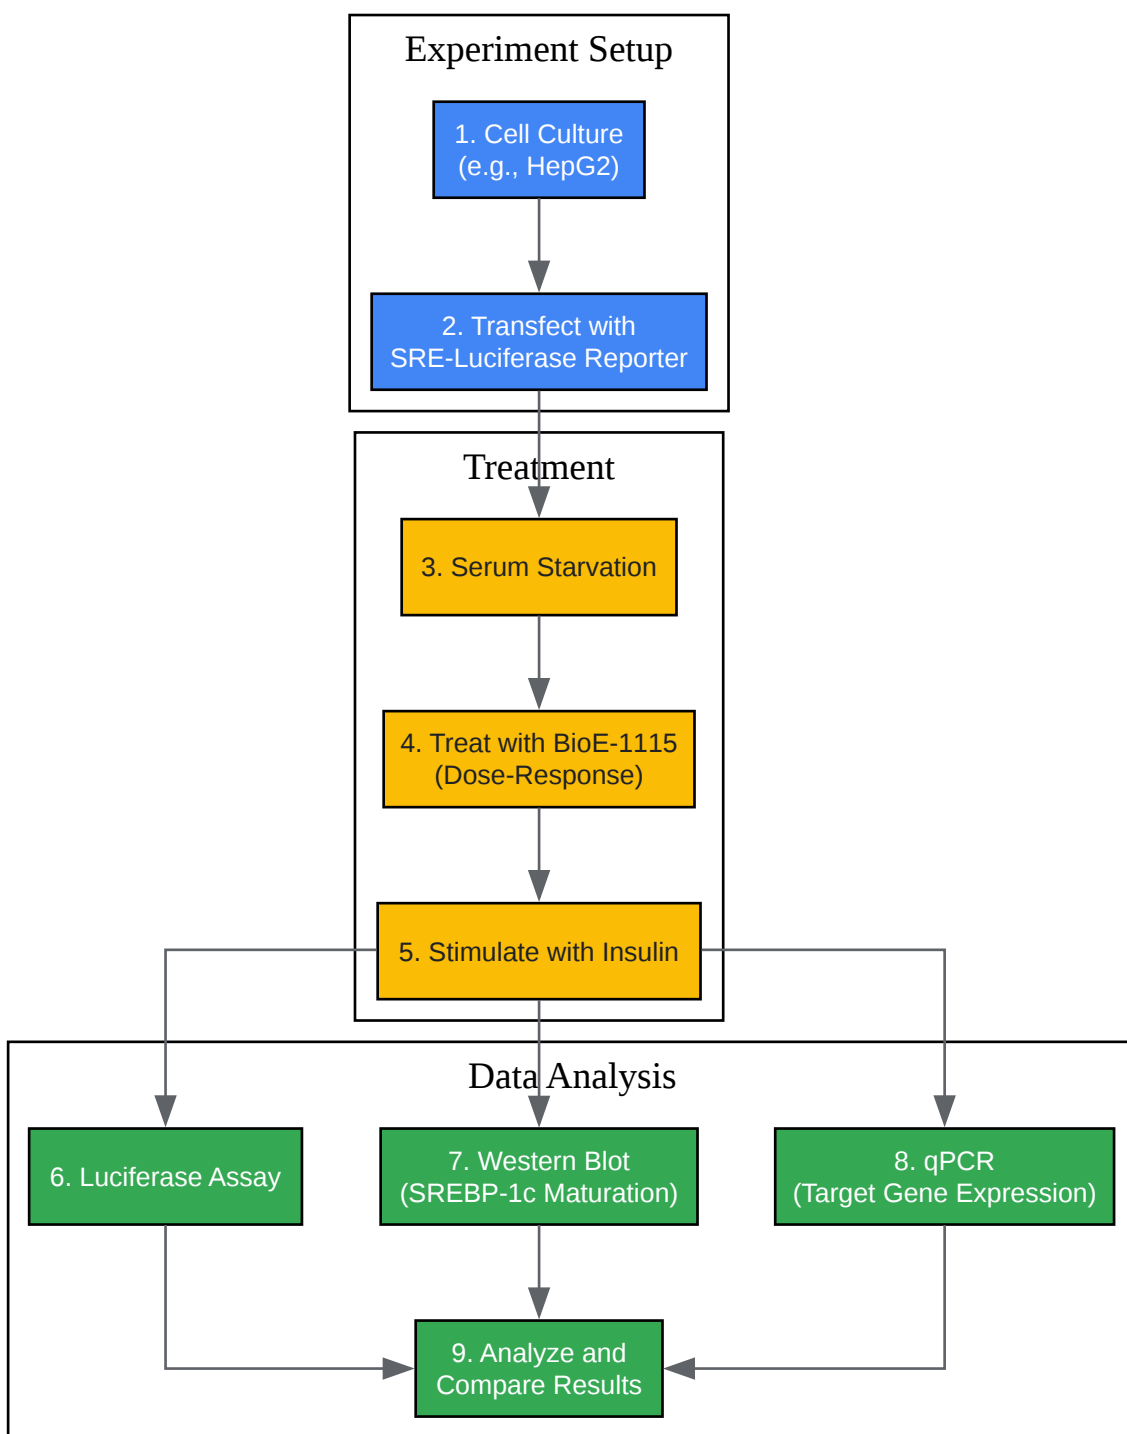 Experiment Setup
1. Cell Culture
(e.g., HepG2)
2. Transfect with
SRE-Luciferase Reporter
Treatment
3. Serum Starvation
4. Treat with BioE-1115
(Dose-Response)
5. Stimulate with Insulin
Data Analysis
6. Luciferase Assay
7. Western Blot
(SREBP-1c Maturation)
8. qPCR
(Target Gene Expression)
9. Analyze and
Compare Results